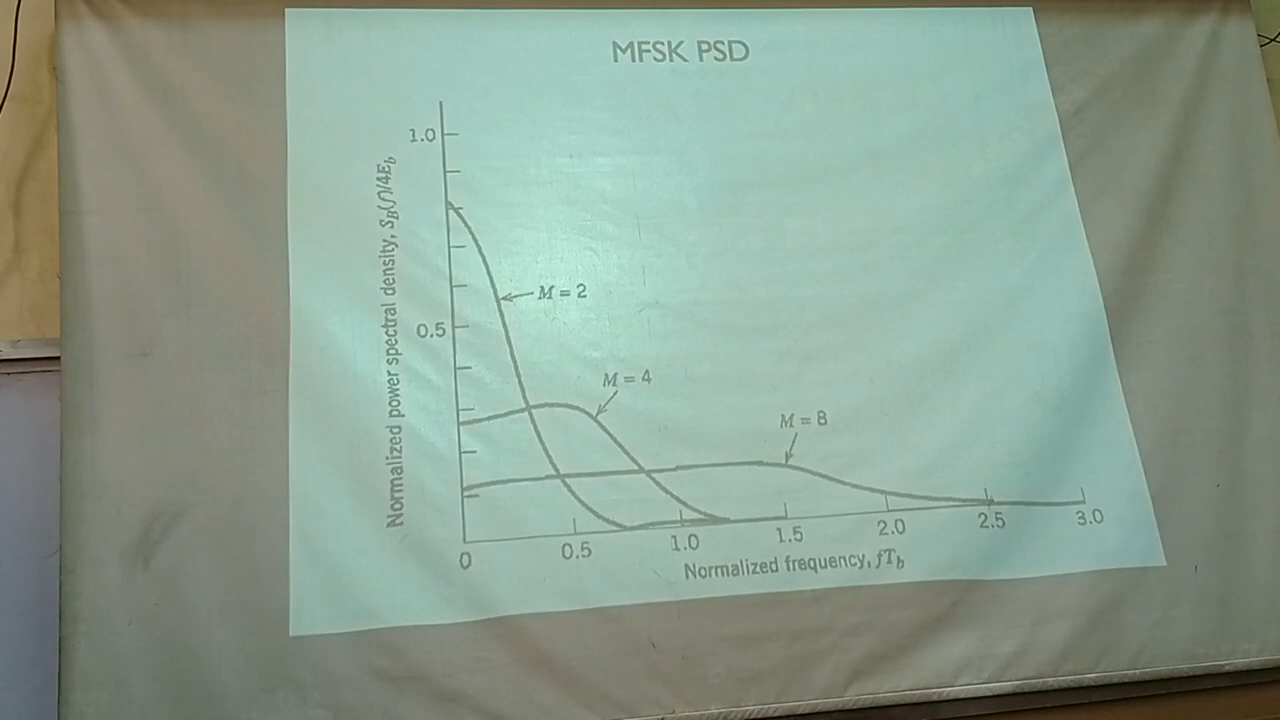 MFSK PSD
Normalized power spectral density, S_B(f)/4E_b
1.0
0.5
M = 2
M = 4
M = 8
0
0.5
1.0
1.5
2.0
2.5
3.0
Normalized frequency, fT_b